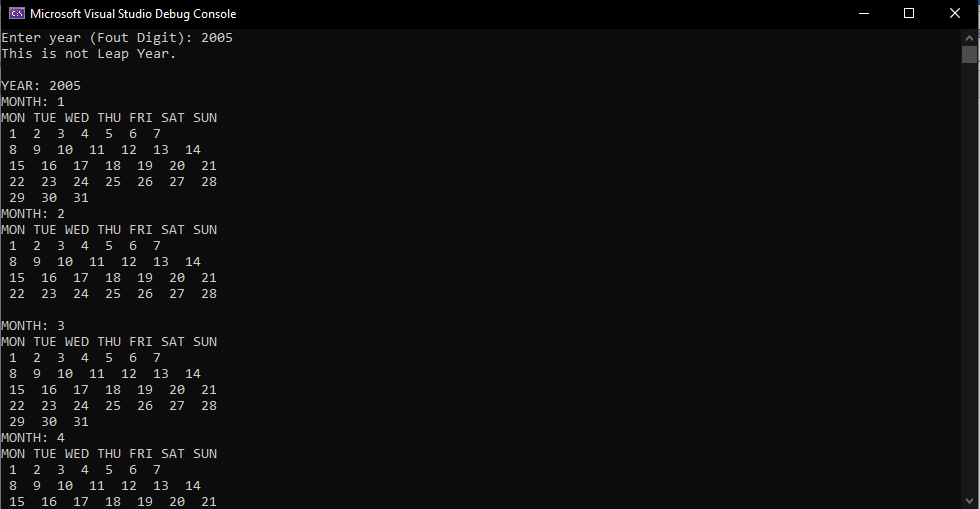 Microsoft Visual Studio Debug Console
Enter year (Fout Digit): 2005
This is not Leap Year.
YEAR: 2005
MONTH: 1
MON TUE WED THU FRI SAT SUN
1 2 3 4 5 6 7
8 9 10 11 12 13 14
15 16 17 18 19 20 21
22 23 24 25 26 27 28
29 30 31
MONTH: 2
MON TUE WED THU FRI SAT SUN
1 2 3 4 5 6 7
8 9 10 11 12 13 14
15 16 17 18 19 20 21
22 23 24 25 26 27 28
MONTH: 3
MON TUE WED THU FRI SAT SUN
1 2 3 4 5 6 7
8 9 10 11 12 13 14
15 16 17 18 19 20 21
22 23 24 25 26 27 28
29 30 31
MONTH: 4
MON TUE WED THU FRI SAT SUN
1 2 3 4 5 6 7
8 9 10 11 12 13 14
15 16 17 18 19 20 21